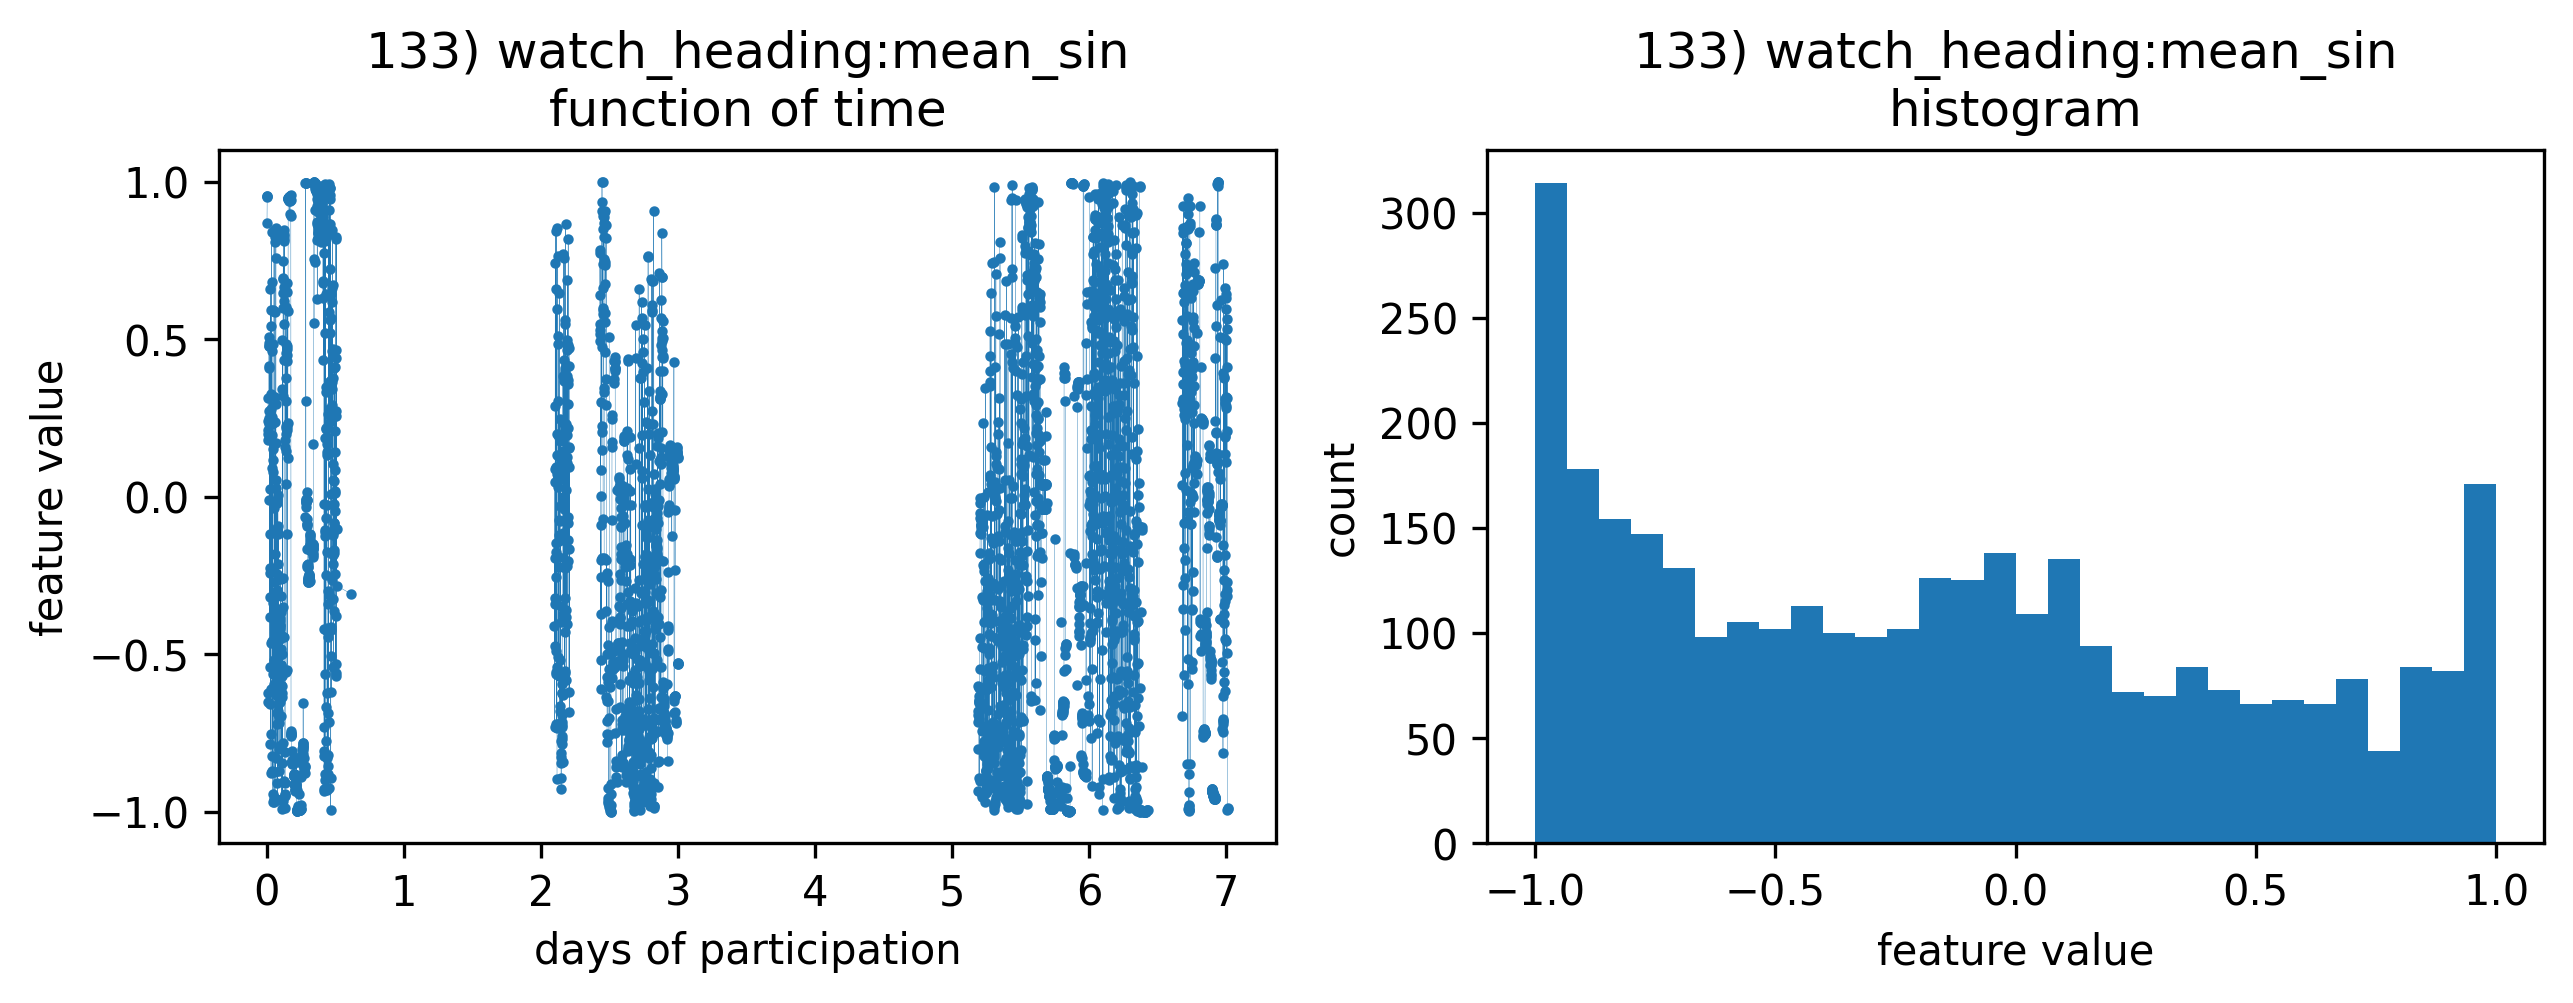 133) watch_heading:mean_sin
function of time
1.0
0.5
0.0
−0.5
−1.0
feature value
0 1 2 3 4 5 6 7
days of participation
133) watch_heading:mean_sin
histogram
300
250
200
150
100
50
0
count
−1.0 −0.5 0.0 0.5 1.0
feature value